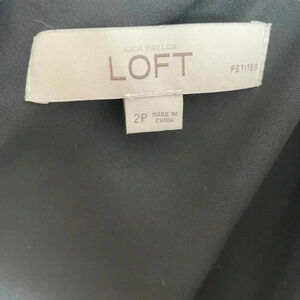 ANN TAYLOR
LOFT
PETITES
2P
MADE IN
CHINA